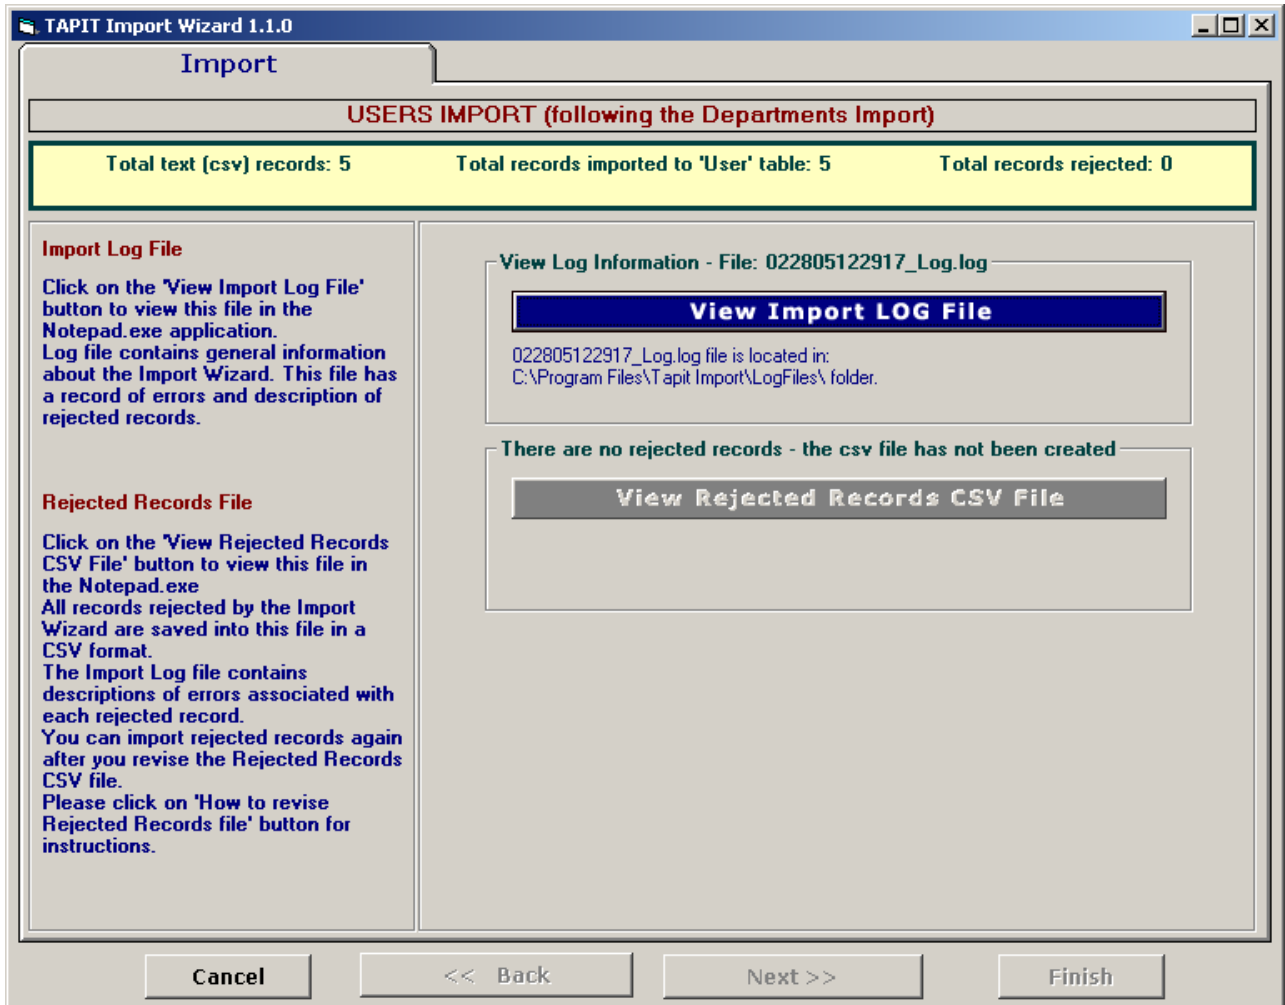 TAPIT Import Wizard 1.1.0
Import
USERS IMPORT (following the Departments Import)
Total text (csv) records: 5 Total records imported to 'User' table: 5 Total records rejected: 0
Import Log File
Click on the 'View Import Log File'
button to view this file in the
Notepad.exe application.
Log file contains general information
about the Import Wizard. This file has
a record of errors and description of
rejected records.
Rejected Records File
Click on the 'View Rejected Records
CSV File' button to view this file in
the Notepad.exe
All records rejected by the Import
Wizard are saved into this file in a
CSV format.
The Import Log file contains
descriptions of errors associated with
each rejected record.
You can import rejected records again
after you revise the Rejected Records
CSV file.
Please click on 'How to revise
Rejected Records file' button for
instructions.
View Log Information - File: 022805122917_Log.log
View Import LOG File
022805122917_Log.log file is located in:
C:\Program Files\Tapit Import\LogFiles\ folder.
There are no rejected records - the csv file has not been created
View Rejected Records CSV File
Cancel << Back Next >> Finish